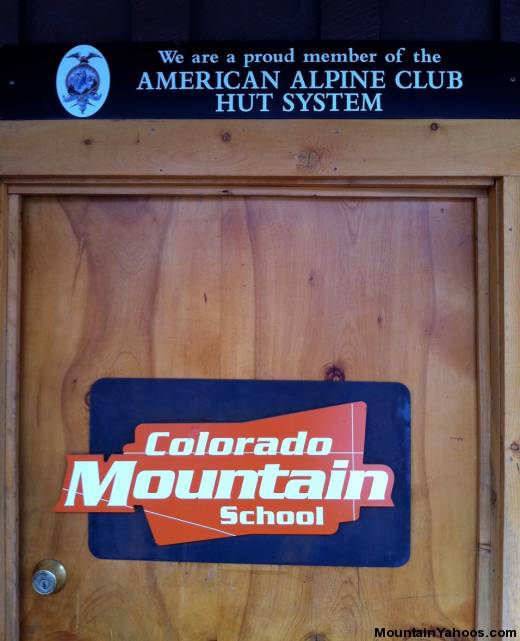 We are a proud member of the
AMERICAN ALPINE CLUB
HUT SYSTEM
Colorado
Mountain
School
MountainYahoos.com